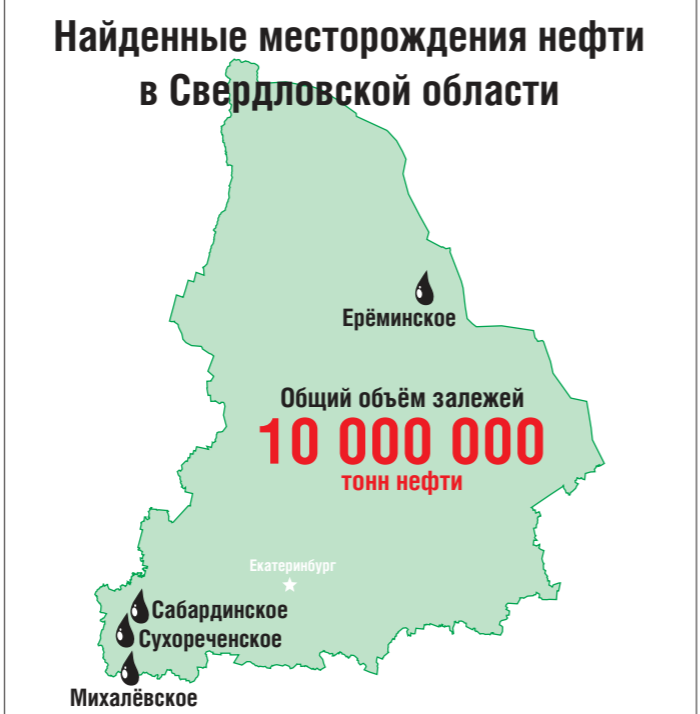 Найденные месторождения нефти
в Свердловской области
Ерёминское
Общий объём залежей
10 000 000
тонн нефти
Екатеринбург
Сабардинское
Сухореченское
Михалёвское